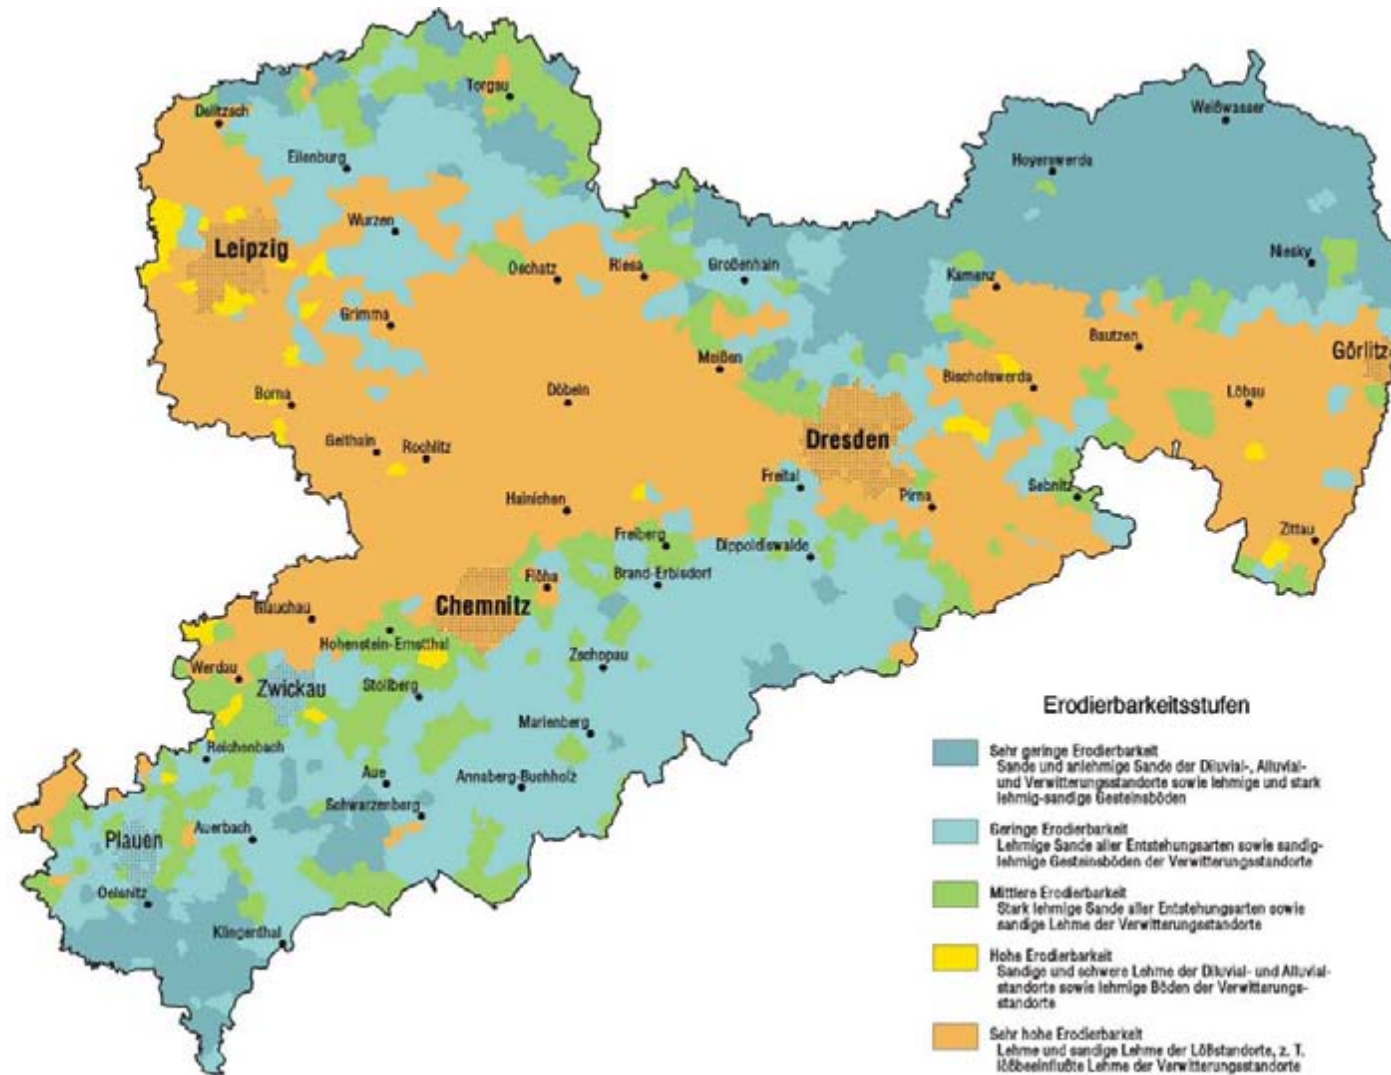 Torgau
Delitzsch
Weißwasser
Eilenburg
Hoyerswerda
Wurzen
Leipzig
Oschatz
Riesa
Großenhain
Kamenz
Niesky
Grimma
Meißen
Bautzen
Görlitz
Borna
Döbeln
Bischofswerda
Löbau
Geithain
Rochlitz
Dresden
Freital
Hainichen
Pirna
Sebnitz
Freiberg
Dippoldiswalde
Zittau
Flöha
Brand-Erbisdorf
Chemnitz
Glauchau
Hohenstein-Ernstthal
Werdau
Zwickau
Stollberg
Zschopau
Marienberg
Reichenbach
Aue
Annaberg-Buchholz
Schwarzenberg
Plauen
Auerbach
Oelsnitz
Klingenthal
Erodierbarkeitsstufen
Sehr geringe Erodierbarkeit
Sande und anlehmige Sande der Diluvial-, Alluvial-
und Verwitterungsstandorte sowie lehmige und stark
lehmig-sandige Gesteinsböden
Geringe Erodierbarkeit
Lehmige Sande aller Entstehungsarten sowie sandig-
lehmige Gesteinsböden der Verwitterungsstandorte
Mittlere Erodierbarkeit
Stark lehmige Sande aller Entstehungsarten sowie
sandige Lehme der Verwitterungsstandorte
Hohe Erodierbarkeit
Sandige und schwere Lehme der Diluvial- und Alluvial-
standorte sowie lehmige Böden der Verwitterungs-
standorte
Sehr hohe Erodierbarkeit
Lehme und sandige Lehme der Lößstandorte, z. T.
lößbeeinflußte Lehme der Verwitterungsstandorte